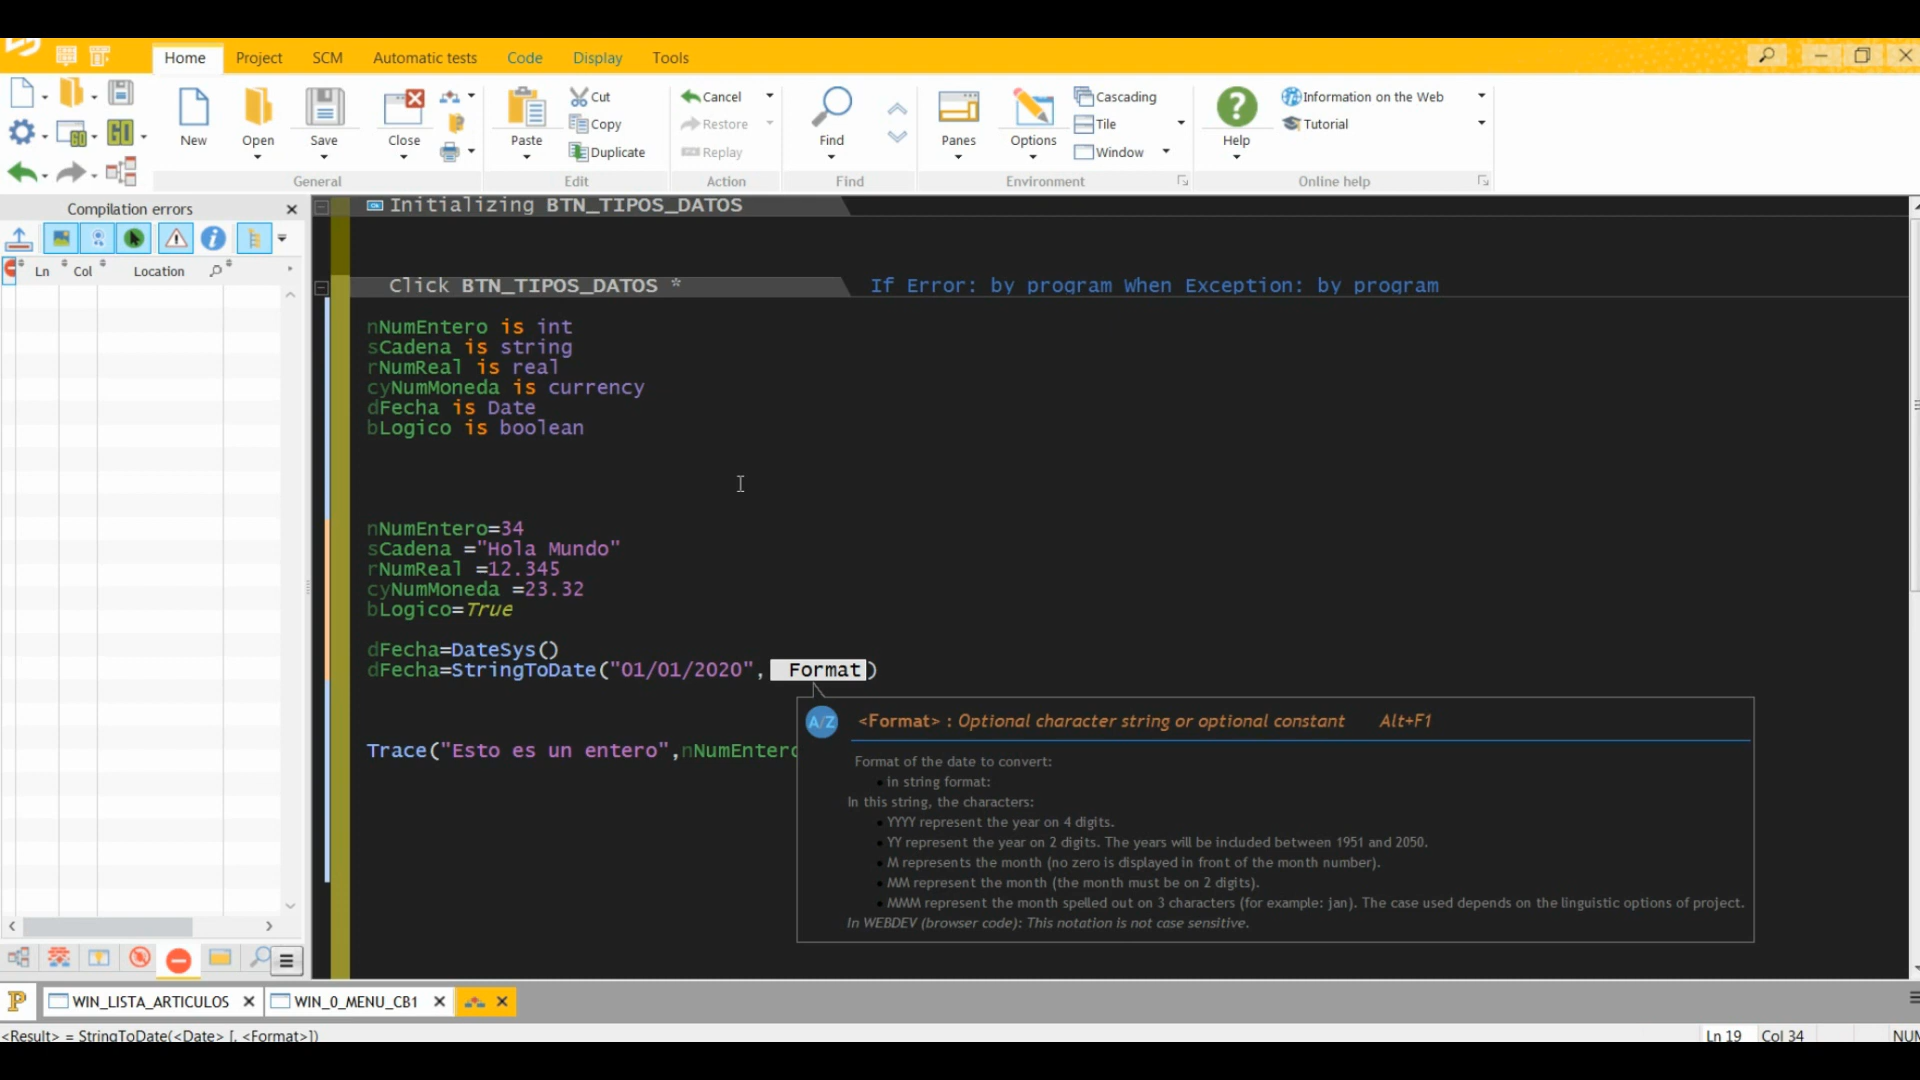 Home Project SCM Automatic tests Code Display Tools
New Open Save Close Paste Cut Copy Duplicate Cancel Restore Replay Find Panes Options Cascading Tile Window Help Information on the Web Tutorial
General Edit Action Find Environment Online help
Compilation errors
Ln Col Location
Initializing BTN_TIPOS_DATOS
Click BTN_TIPOS_DATOS * If Error: by program When Exception: by program
nNumEntero is int
sCadena is string
rNumReal is real
cyNumMoneda is currency
dFecha is Date
bLogico is boolean
nNumEntero=34
sCadena ="Hola Mundo"
rNumReal =12.345
cyNumMoneda =23.32
bLogico=True
dFecha=DateSys()
dFecha=StringToDate("01/01/2020", Format)
Trace("Esto es un entero",nNumEntero
A/Z <Format> : Optional character string or optional constant Alt+F1
Format of the date to convert:
• in string format:
In this string, the characters:
• YYYY represent the year on 4 digits.
• YY represent the year on 2 digits. The years will be included between 1951 and 2050.
• M represents the month (no zero is displayed in front of the month number).
• MM represent the month (the month must be on 2 digits).
• MMM represent the month spelled out on 3 characters (for example: jan). The case used depends on the linguistic options of project.
In WEBDEV (browser code): This notation is not case sensitive.
WIN_LISTA_ARTICULOS WIN_0_MENU_CB1
<Result> = StringToDate(<Date> [, <Format>]) Ln 19 Col 34 NUM